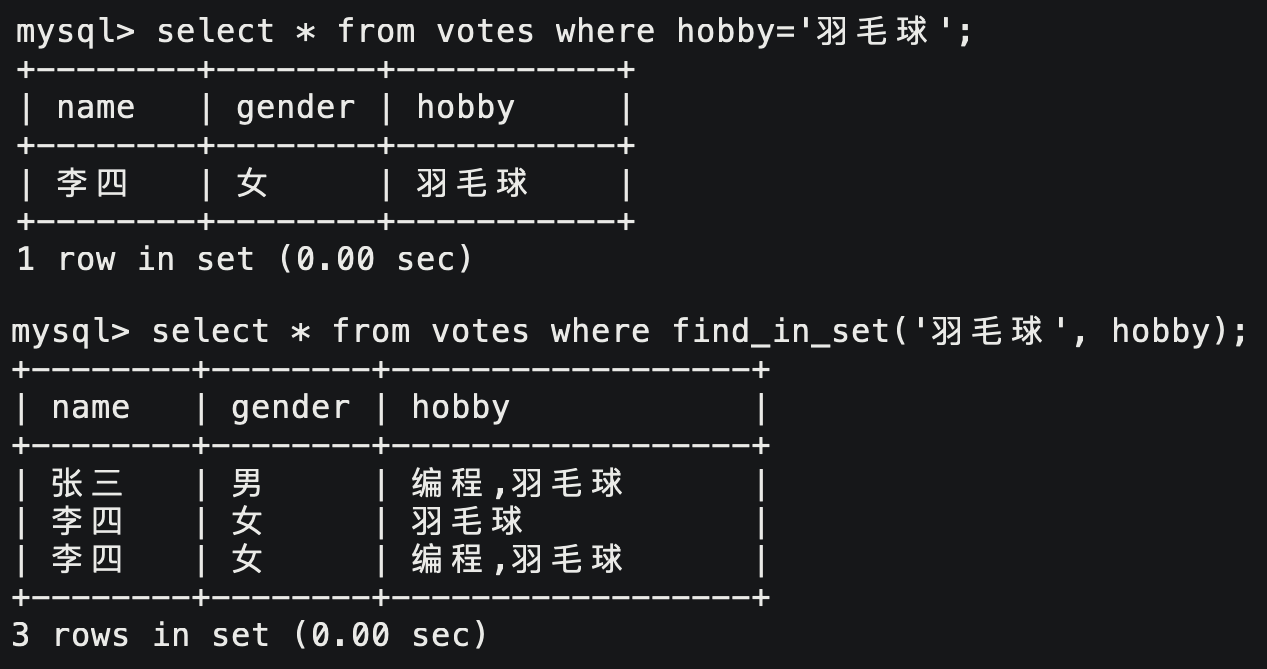 mysql> select * from votes where hobby='羽毛球';
+--------+--------+-----------+
| name   | gender | hobby     |
+--------+--------+-----------+
| 李四   | 女     | 羽毛球    |
+--------+--------+-----------+
1 row in set (0.00 sec)
mysql> select * from votes where find_in_set('羽毛球', hobby);
+--------+--------+------------------+
| name   | gender | hobby            |
+--------+--------+------------------+
| 张三   | 男     | 编程,羽毛球      |
| 李四   | 女     | 羽毛球           |
| 李四   | 女     | 编程,羽毛球      |
+--------+--------+------------------+
3 rows in set (0.00 sec)